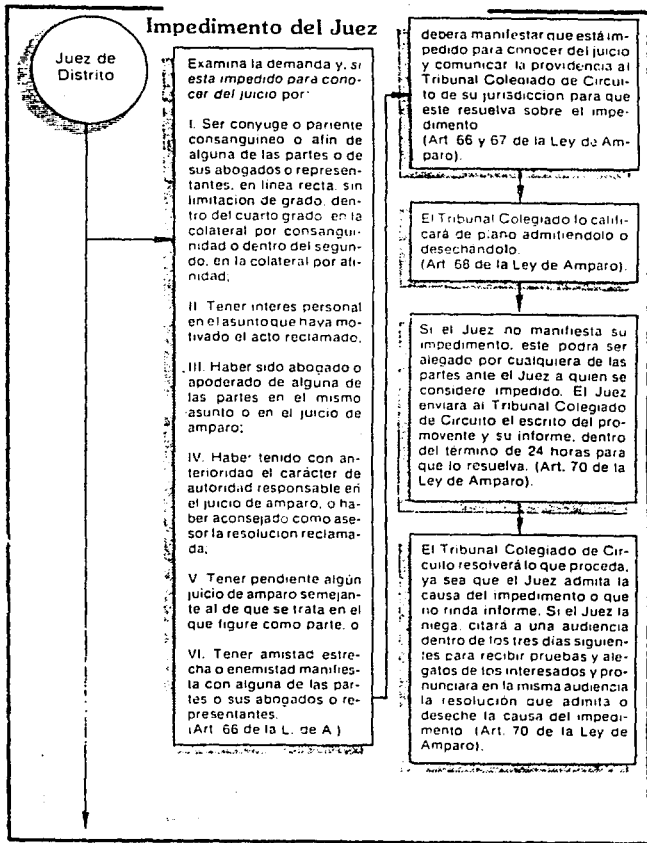 Impedimento del Juez
Juez de
Distrito
Examina la demanda y, si
esta impedido para cono-
cer del juicio por:
I. Ser conyuge o pariente
consanguineo o afin de
alguna de las partes o de
sus abogados o represen-
tantes, en linea recta, sin
limitacion de grado, den-
tro del cuarto grado, en la
colateral por consangui-
nidad o dentro del segun-
do, en la colateral por afi-
nidad;
II Tener interes personal
en el asunto que haya mo-
tivado el acto reclamado,
III. Haber sido abogado o
apoderado de alguna de
las partes en el mismo
asunto o en el juicio de
amparo;
IV. Haber tenido con an-
terioridad el carácter de
autoridad responsable en
el juicio de amparo, o ha-
ber aconsejado como ase-
sor la resolucion reclama-
da;
V Tener pendiente algún
juicio de amparo semejan-
te al de que se trata en el
que figure como parte, o
VI. Tener amistad estre-
cha o enemistad manifies-
ta con alguna de las par-
tes o sus abogados o re-
presentantes.
(Art 66 de la L. de A )
debera manifestar que está im-
pedido para conocer del juicio
y comunicar la providencia al
Tribunal Colegiado de Circui-
to de su jurisdiccion para que
este resuelva sobre el impe-
dimento
(Art 66 y 67 de la Ley de Am-
paro).
El Tribunal Colegiado lo califi-
cará de plano admitiendolo o
desechándolo.
(Art. 68 de la Ley de Amparo).
Si el Juez no manifiesta su
impedimento, este podrá ser
alegado por cualquiera de las
partes ante el Juez a quien se
considere impedido. El Juez
enviara al Tribunal Colegiado
de Circuito el escrito del pro-
movente y su informe, dentro
del término de 24 horas para
que lo resuelva. (Art. 70 de la
Ley de Amparo).
El Tribunal Colegiado de Cir-
cuito resolverá lo que proceda,
ya sea que el Juez admita la
causa del impedimento o que
no rinda informe. Si el Juez la
niega, citará a una audiencia
dentro de los tres días siguien-
tes para recibir pruebas y ale-
gatos de los interesados y pro-
nunciara en la misma audiencia
la resolución que admita o
deseche la causa del impedi-
mento (Art. 70 de la Ley de
Amparo).